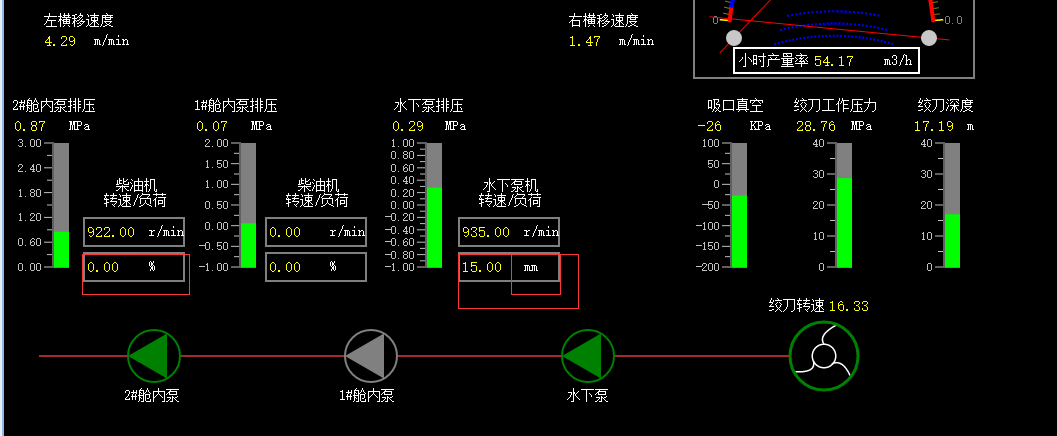 左横移速度
4.29 m/min
右横移速度
1.47 m/min
0
0.0
小时产量率 54.17 m3/h
2#舱内泵排压
0.87 MPa
3.00
2.40
1.80
1.20
0.60
0.00
柴油机
转速/负荷
922.00 r/min
0.00 %
1#舱内泵排压
0.07 MPa
2.00
1.50
1.00
0.50
0.00
-0.50
-1.00
柴油机
转速/负荷
0.00 r/min
0.00 %
水下泵排压
0.29 MPa
1.00
0.80
0.60
0.40
0.20
0.00
-0.20
-0.40
-0.60
-0.80
-1.00
水下泵机
转速/负荷
935.00 r/min
15.00 mm
吸口真空
-26 KPa
100
50
0
-50
-100
-150
-200
绞刀工作压力
28.76 MPa
40
30
20
10
0
绞刀深度
17.19 m
40
30
20
10
0
绞刀转速 16.33
2#舱内泵
1#舱内泵
水下泵